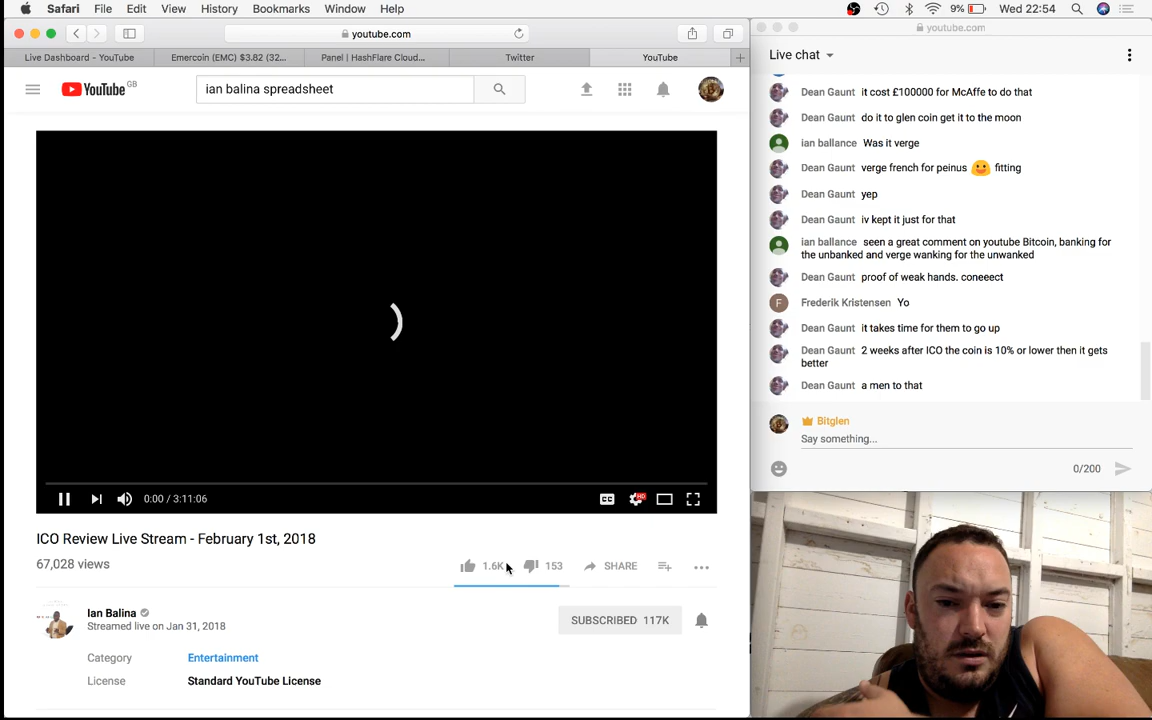 Safari File Edit View History Bookmarks Window Help
9% Wed 22:54
youtube.com
Live Dashboard - YouTube
Emercoin (EMC) $3.82 (32...
Panel | HashFlare Cloud...
Twitter
YouTube
YouTube GB
ian balina spreadsheet
0:00 / 3:11:06
CC
HD
ICO Review Live Stream - February 1st, 2018
67,028 views
1.6K
153
SHARE
Ian Balina
Streamed live on Jan 31, 2018
SUBSCRIBED 117K
Category Entertainment
License Standard YouTube License
youtube.com
Live chat
Dean Gaunt it cost £100000 for McAffe to do that
Dean Gaunt do it to glen coin get it to the moon
ian ballance Was it verge
Dean Gaunt verge french for peinus fitting
Dean Gaunt yep
Dean Gaunt iv kept it just for that
ian ballance seen a great comment on youtube Bitcoin, banking for
the unbanked and verge wanking for the unwanked
Dean Gaunt proof of weak hands. coneeect
F
Frederik Kristensen Yo
Dean Gaunt it takes time for them to go up
Dean Gaunt 2 weeks after ICO the coin is 10% or lower then it gets
better
Dean Gaunt a men to that
Bitglen
Say something...
0/200